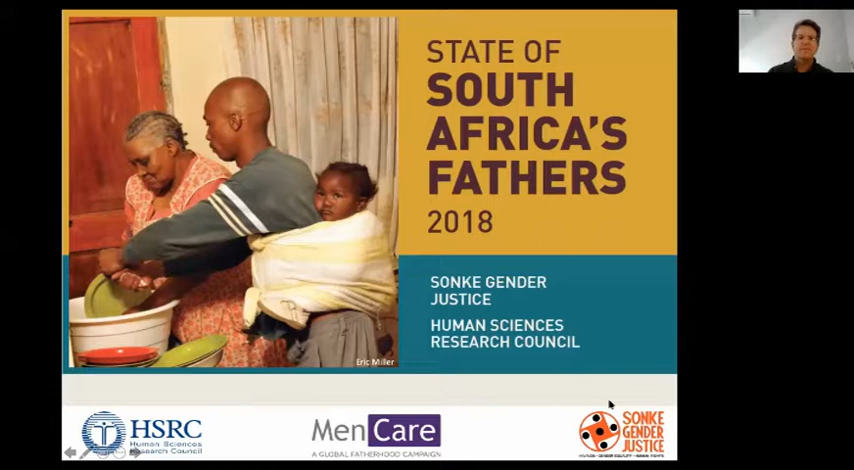 STATE OF
SOUTH
AFRICA'S
FATHERS
2018
SONKE GENDER
JUSTICE
HUMAN SCIENCES
RESEARCH COUNCIL
Eric Miller
HSRC
Human Sciences
Research Council
MenCare
A GLOBAL FATHERHOOD CAMPAIGN
SONKE
GENDER
JUSTICE